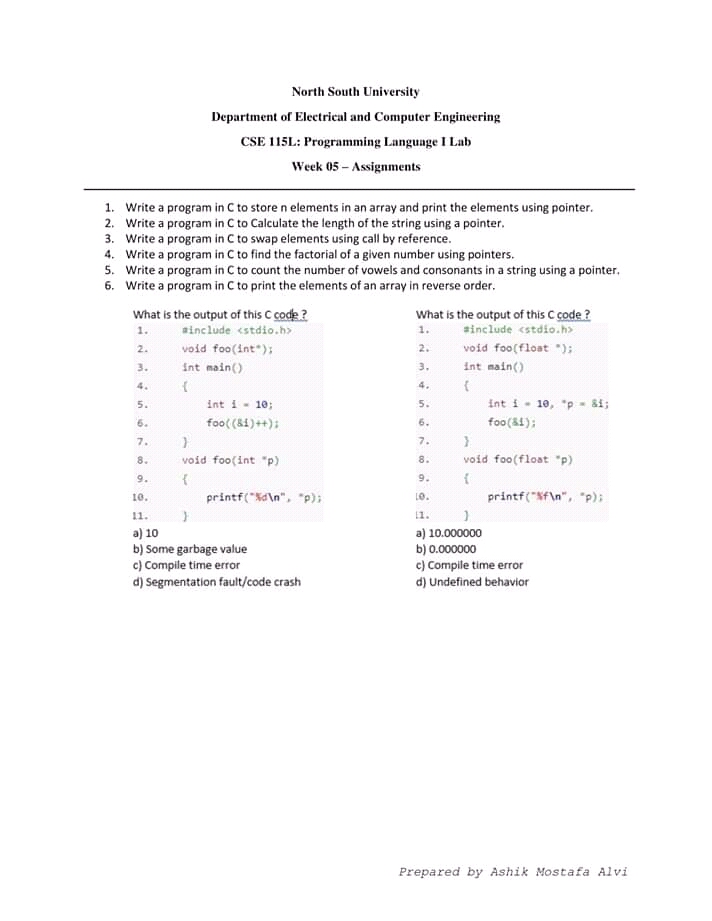 North South University
Department of Electrical and Computer Engineering
CSE 115L: Programming Language I Lab
Week 05 – Assignments
1. Write a program in C to store n elements in an array and print the elements using pointer.
2. Write a program in C to Calculate the length of the string using a pointer.
3. Write a program in C to swap elements using call by reference.
4. Write a program in C to find the factorial of a given number using pointers.
5. Write a program in C to count the number of vowels and consonants in a string using a pointer.
6. Write a program in C to print the elements of an array in reverse order.
What is the output of this C code ?
1. #include <stdio.h>
2. void foo(int*);
3. int main()
4. {
5. int i = 10;
6. foo((&i)++);
7. }
8. void foo(int *p)
9. {
10. printf("%d\n", *p);
11. }
a) 10
b) Some garbage value
c) Compile time error
d) Segmentation fault/code crash
What is the output of this C code ?
1. #include <stdio.h>
2. void foo(float *);
3. int main()
4. {
5. int i = 10, *p = &i;
6. foo(&i);
7. }
8. void foo(float *p)
9. {
10. printf("%f\n", *p);
11. }
a) 10.000000
b) 0.000000
c) Compile time error
d) Undefined behavior
Prepared by Ashik Mostafa Alvi